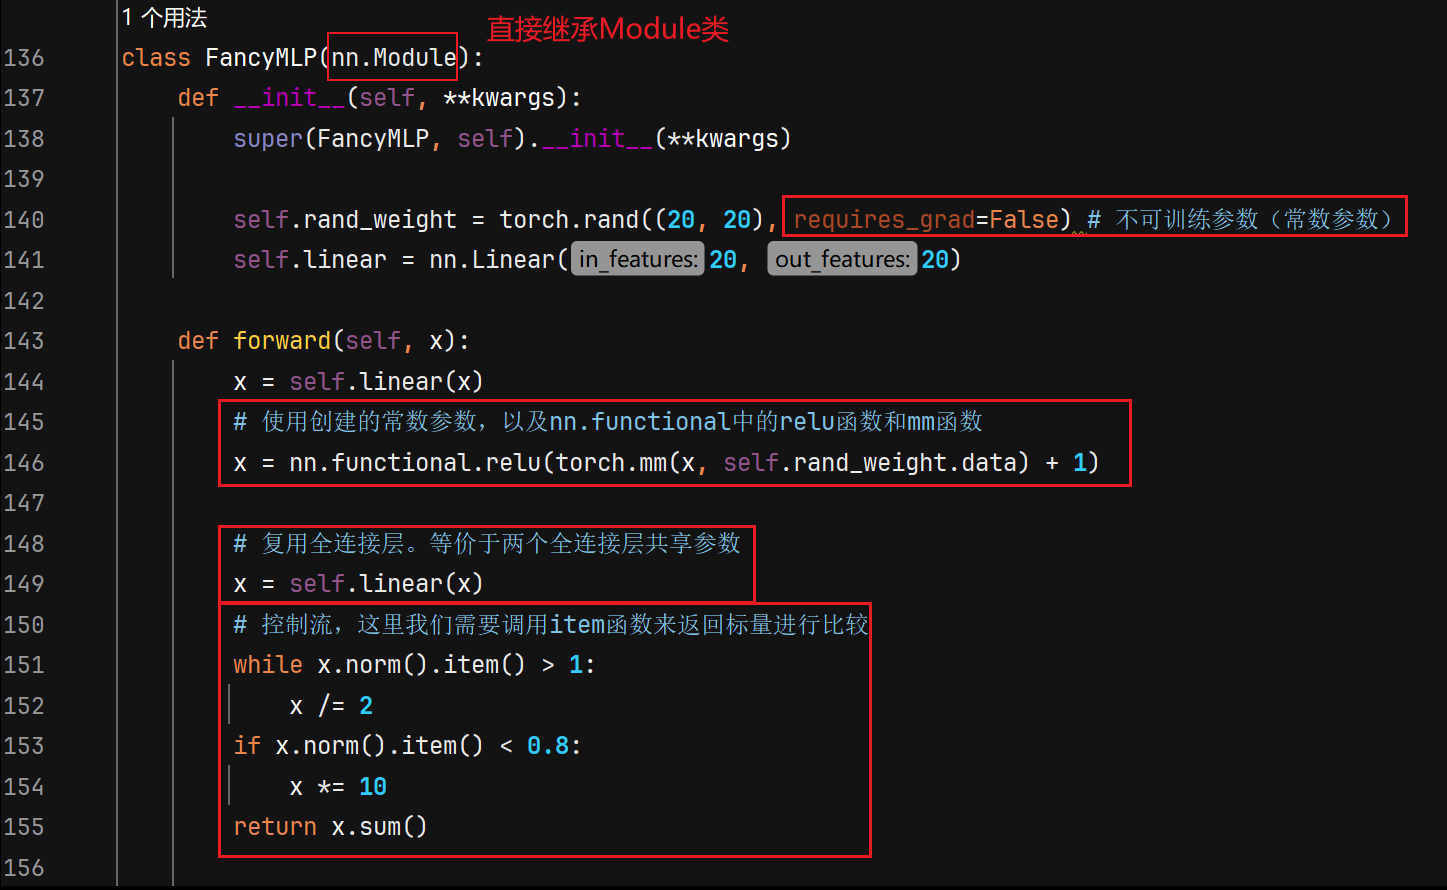 1 个用法
直接继承Module类
136 class FancyMLP(nn.Module):
137 def __init__(self, **kwargs):
138 super(FancyMLP, self).__init__(**kwargs)
139
140 self.rand_weight = torch.rand((20, 20), requires_grad=False) # 不可训练参数（常数参数）
141 self.linear = nn.Linear(in_features: 20, out_features: 20)
142
143 def forward(self, x):
144 x = self.linear(x)
145 # 使用创建的常数参数，以及nn.functional中的relu函数和mm函数
146 x = nn.functional.relu(torch.mm(x, self.rand_weight.data) + 1)
147
148 # 复用全连接层。等价于两个全连接层共享参数
149 x = self.linear(x)
150 # 控制流，这里我们需要调用item函数来返回标量进行比较
151 while x.norm().item() > 1:
152 x /= 2
153 if x.norm().item() < 0.8:
154 x *= 10
155 return x.sum()
156